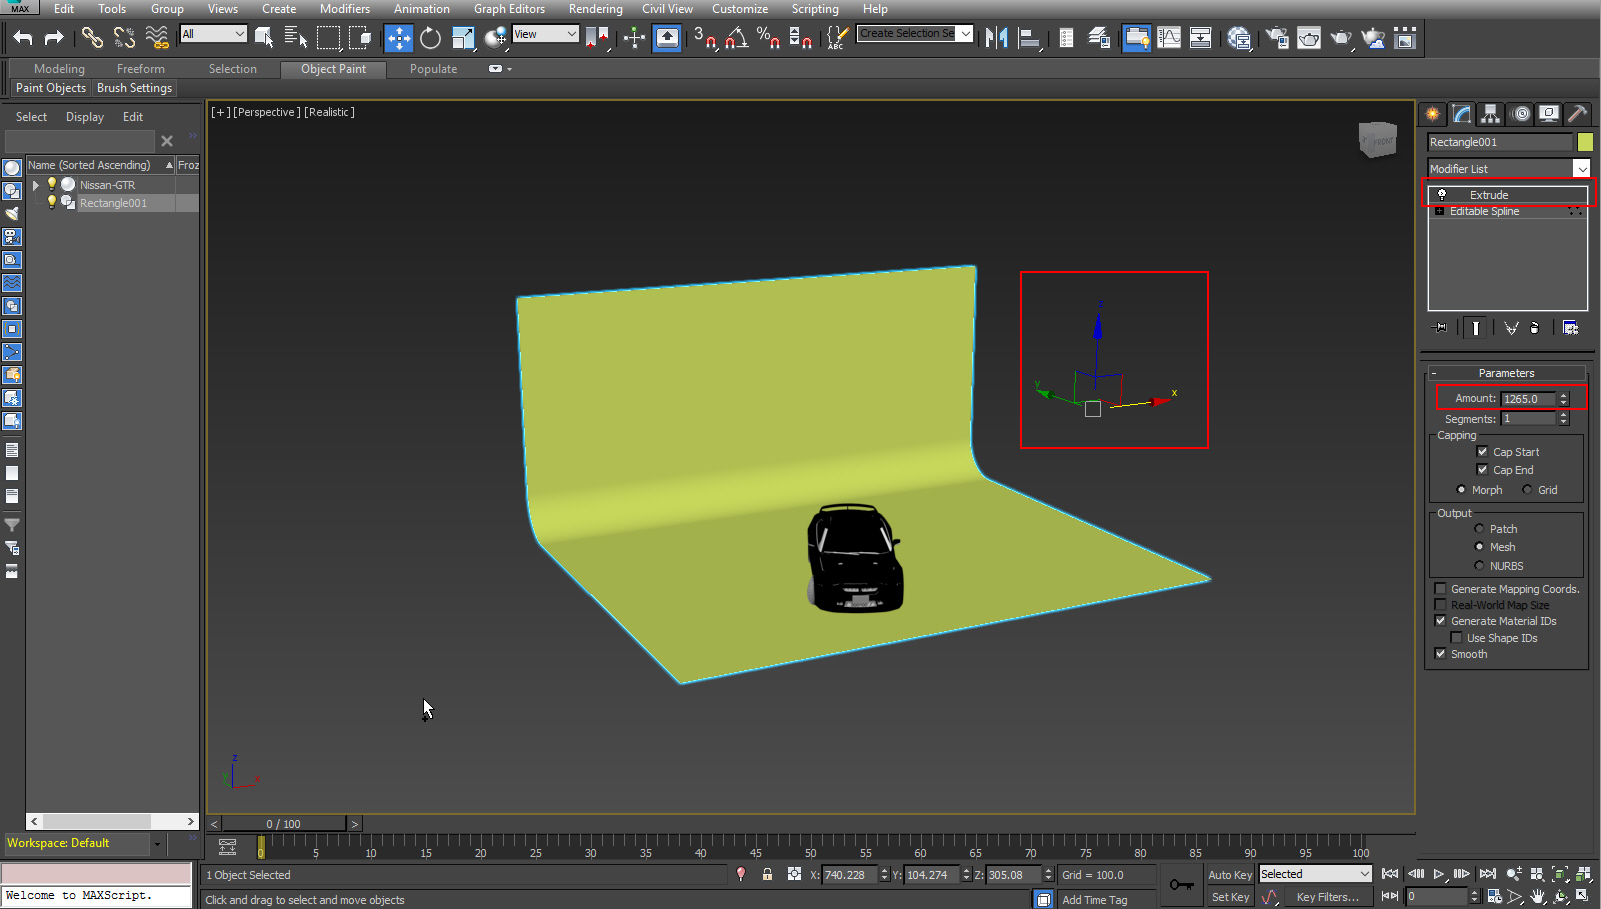 MAX
Edit Tools Group Views Create Modifiers Animation Graph Editors Rendering Civil View Customize Scripting Help
All
View
3
%
ABC
Create Selection Se
Modeling Freeform Selection Object Paint Populate
Paint Objects Brush Settings
Select Display Edit
Name (Sorted Ascending) Froz
Nissan-GTR
Rectangle001
[+] [Perspective] [Realistic]
FRONT
z
y
x
z
x
Rectangle001
Modifier List
Extrude
Editable Spline
- Parameters
Amount: 1265.0
Segments: 1
Capping
Cap Start
Cap End
Morph Grid
Output
Patch
Mesh
NURBS
Generate Mapping Coords.
Real-World Map Size
Generate Material IDs
Use Shape IDs
Smooth
< >
< 0 / 100 >
Workspace: Default
0 5 10 15 20 25 30 35 40 45 50 55 60 65 70 75 80 85 90 95 100
Welcome to MAXScript.
1 Object Selected
X: 740.228 Y: 104.274 Z: 305.08 Grid = 100.0
Auto Key Selected
Click and drag to select and move objects
Add Time Tag
Set Key Key Filters... 0